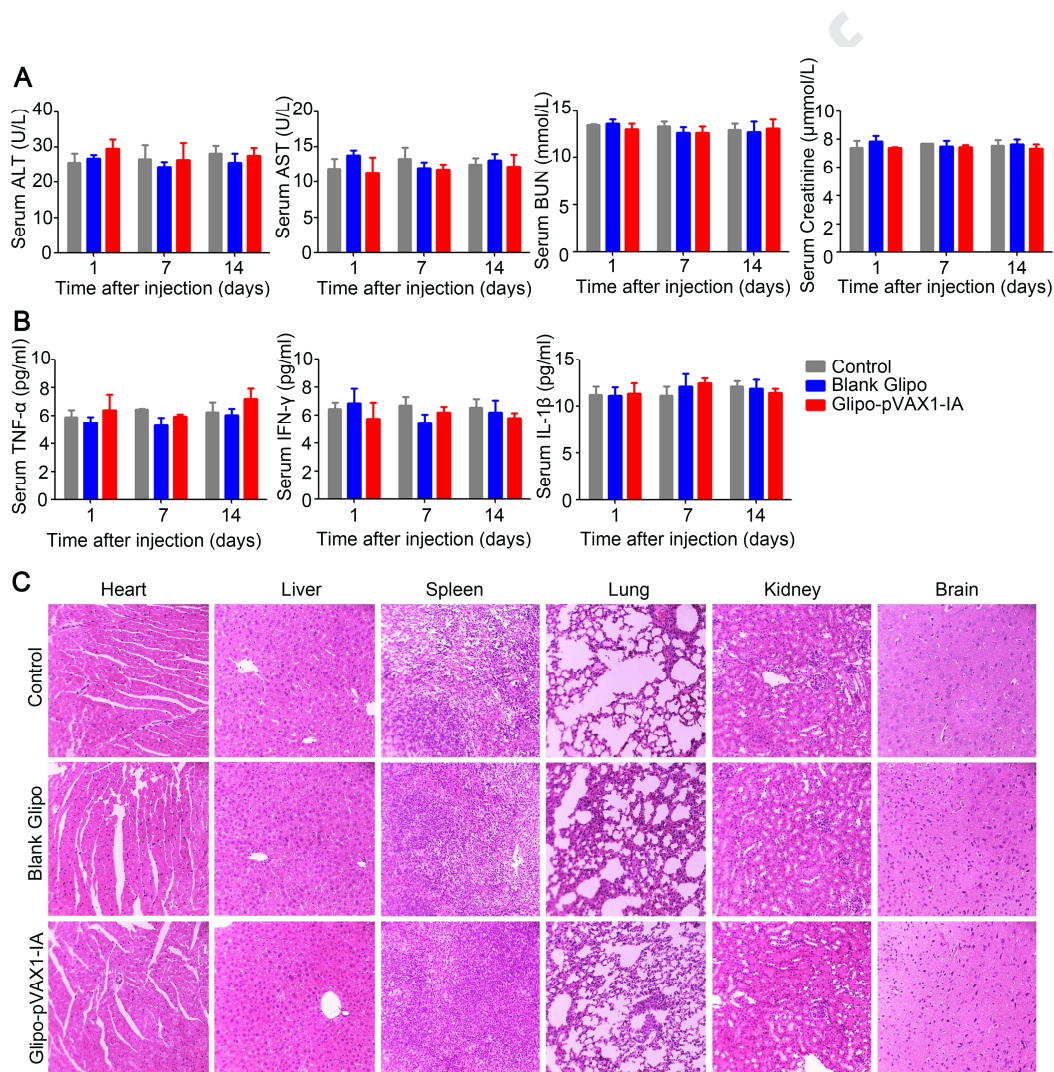 A
Serum ALT (U/L)
40
30
20
10
0
1 7 14
Time after injection (days)
Serum AST (U/L)
20
15
10
5
0
1 7 14
Time after injection (days)
Serum BUN (mmol/L)
15
10
5
0
1 7 14
Time after injection (days)
Serum Creatinine (µmmol/L)
10
8
6
4
2
0
1 7 14
Time after injection (days)
B
Serum TNF-α (pg/ml)
10
8
6
4
2
0
1 7 14
Time after injection (days)
Serum IFN-γ (pg/ml)
10
8
6
4
2
0
1 7 14
Time after injection (days)
Serum IL-1β (pg/ml)
15
10
5
0
1 7 14
Time after injection (days)
Control
Blank Glipo
Glipo-pVAX1-IA
C
Heart Liver Spleen Lung Kidney Brain
Control
Blank Glipo
Glipo-pVAX1-IA